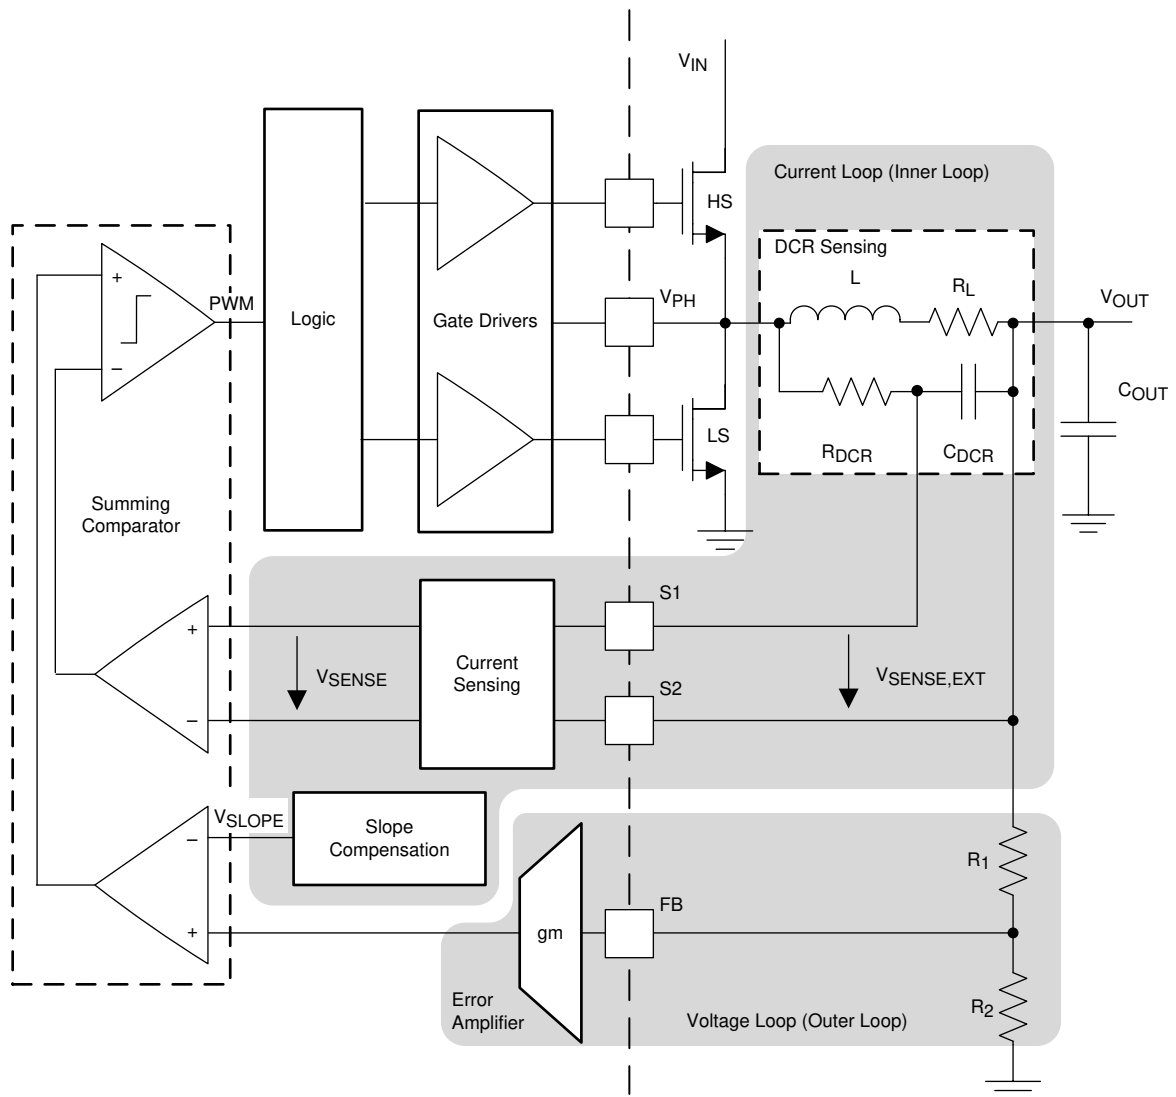 VIN
Current Loop (Inner Loop)
HS
DCR Sensing
L
RL
VPH
VOUT
PWM
+
–
Logic
Gate Drivers
COUT
LS
RDCR
CDCR
Summing
Comparator
S1
+
VSENSE
Current
Sensing
VSENSE,EXT
S2
–
VSLOPE
–
Slope
Compensation
R1
FB
+
gm
Error
Amplifier
R2
Voltage Loop (Outer Loop)